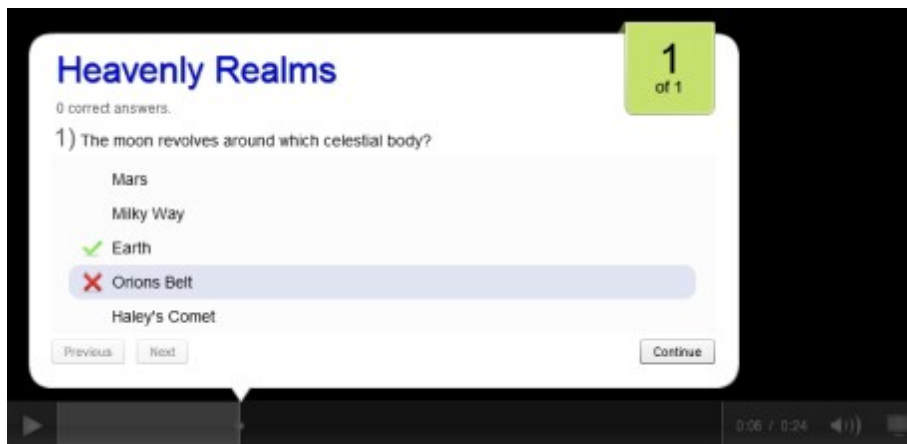 Heavenly Realms
1
of 1
0 correct answers.
1) The moon revolves around which celestial body?
Mars
Milky Way
Earth
Orions Belt
Haley's Comet
Previous
Next
Continue
0:06 / 0:24